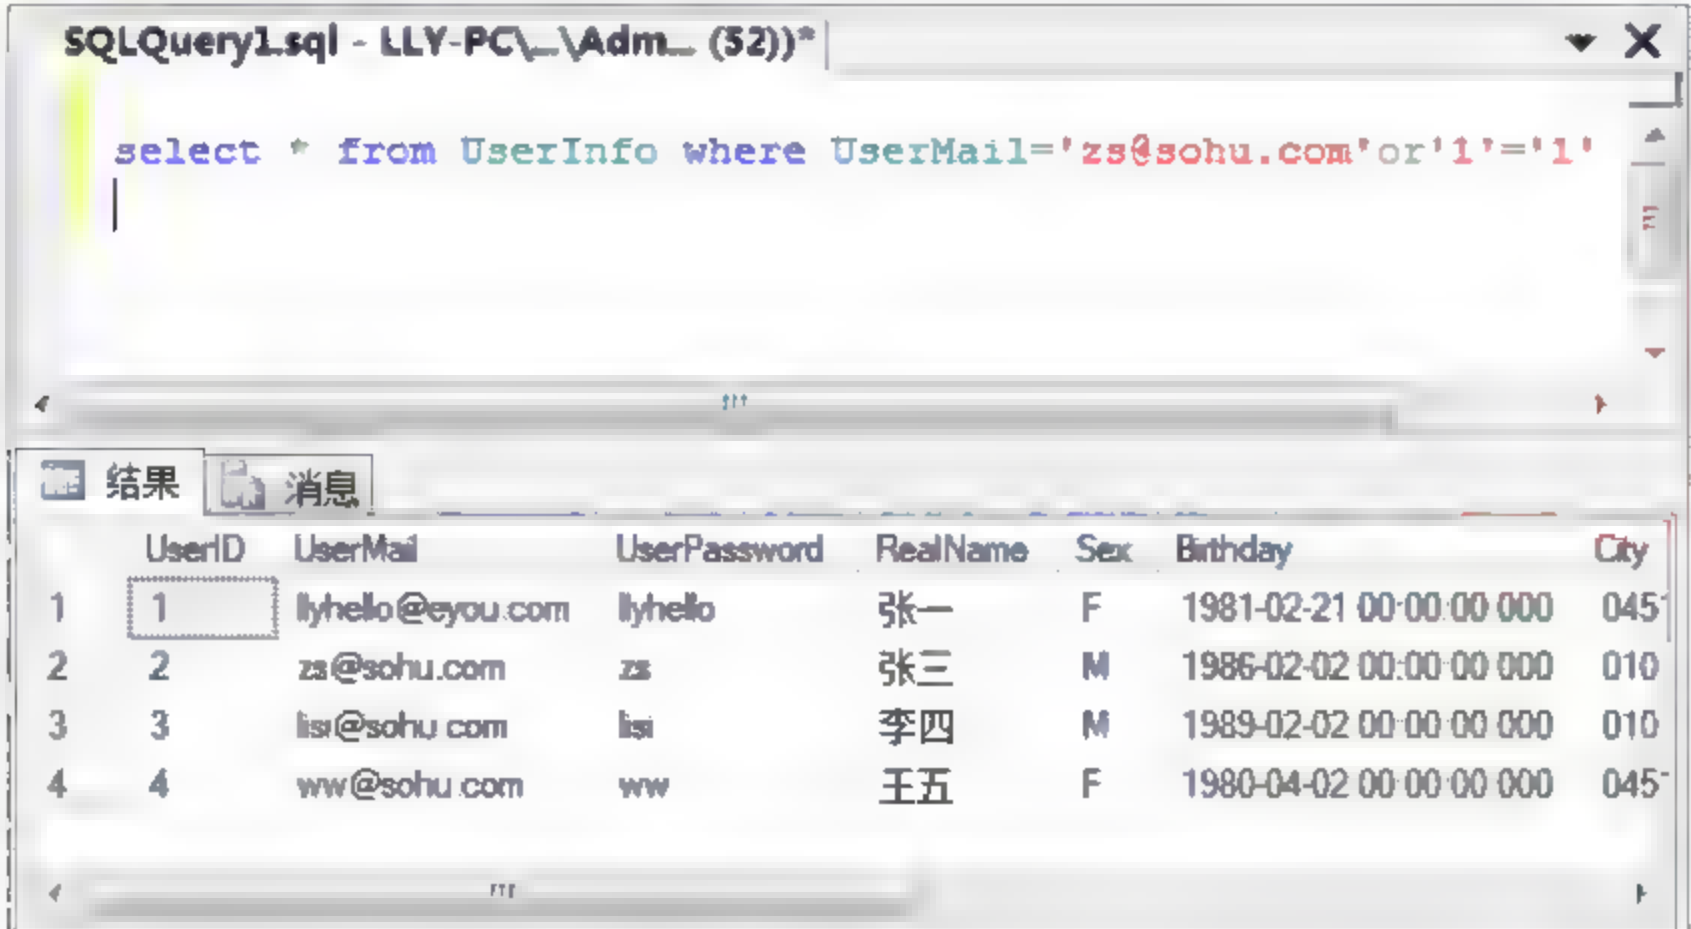 SQLQuery1.sql - LLY-PC\...\Adm... (52))*
select * from UserInfo where UserMail='zs@sohu.com'or'1'='1'
结果 消息
UserID UserMail UserPassword RealName Sex Birthday City
1 1 llyhello@eyou.com llyhello 张一 F 1981-02-21 00:00:00 000 045
2 2 zs@sohu.com zs 张三 M 1986-02-02 00:00:00 000 010
3 3 lisi@sohu.com lisi 李四 M 1989-02-02 00:00:00 000 010
4 4 ww@sohu.com ww 王五 F 1980-04-02 00:00:00 000 045